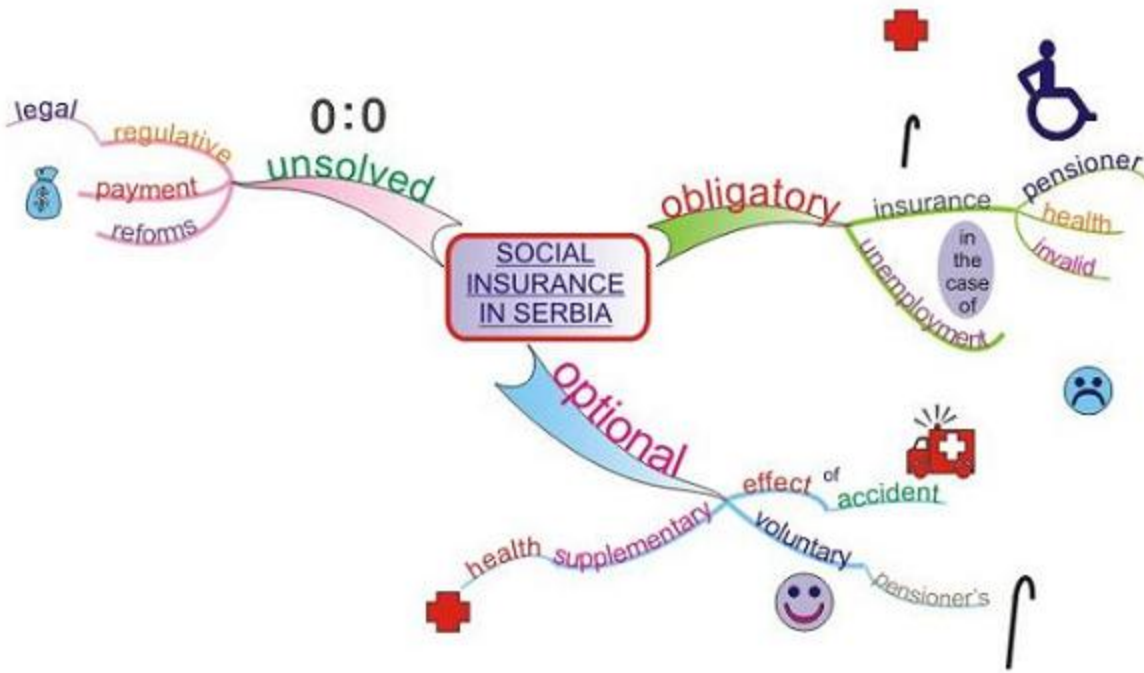 SOCIAL
INSURANCE
IN SERBIA
obligatory
insurance
pensioner
health
invalid
in
the
case
of
unemployment
optional
effect
of
accident
voluntary
pensioner's
supplementary
health
unsolved
0:0
regulative
legal
payment
$
reforms